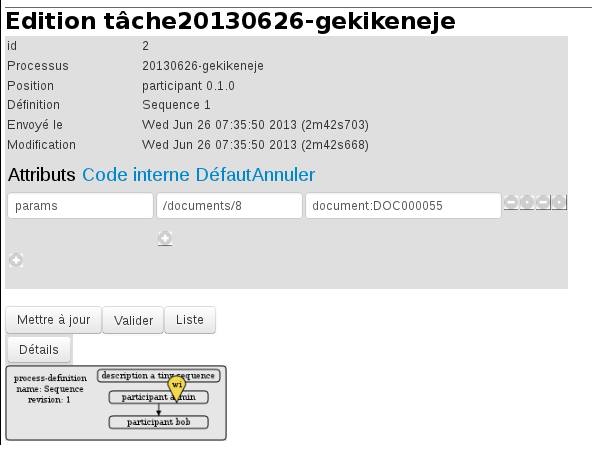 Edition tâche20130626-gekikeneje
id 2
Processus 20130626-gekikeneje
Position participant 0.1.0
Définition Sequence 1
Envoyé le Wed Jun 26 07:35:50 2013 (2m42s703)
Modification Wed Jun 26 07:35:50 2013 (2m42s668)
Attributs Code interne DéfautAnnuler
params /documents/8 document:DOC000055
Mettre à jour Valider Liste
Détails
process-definition
name: Sequence
revision: 1
description a tiny sequence
wi
participant admin
participant bob